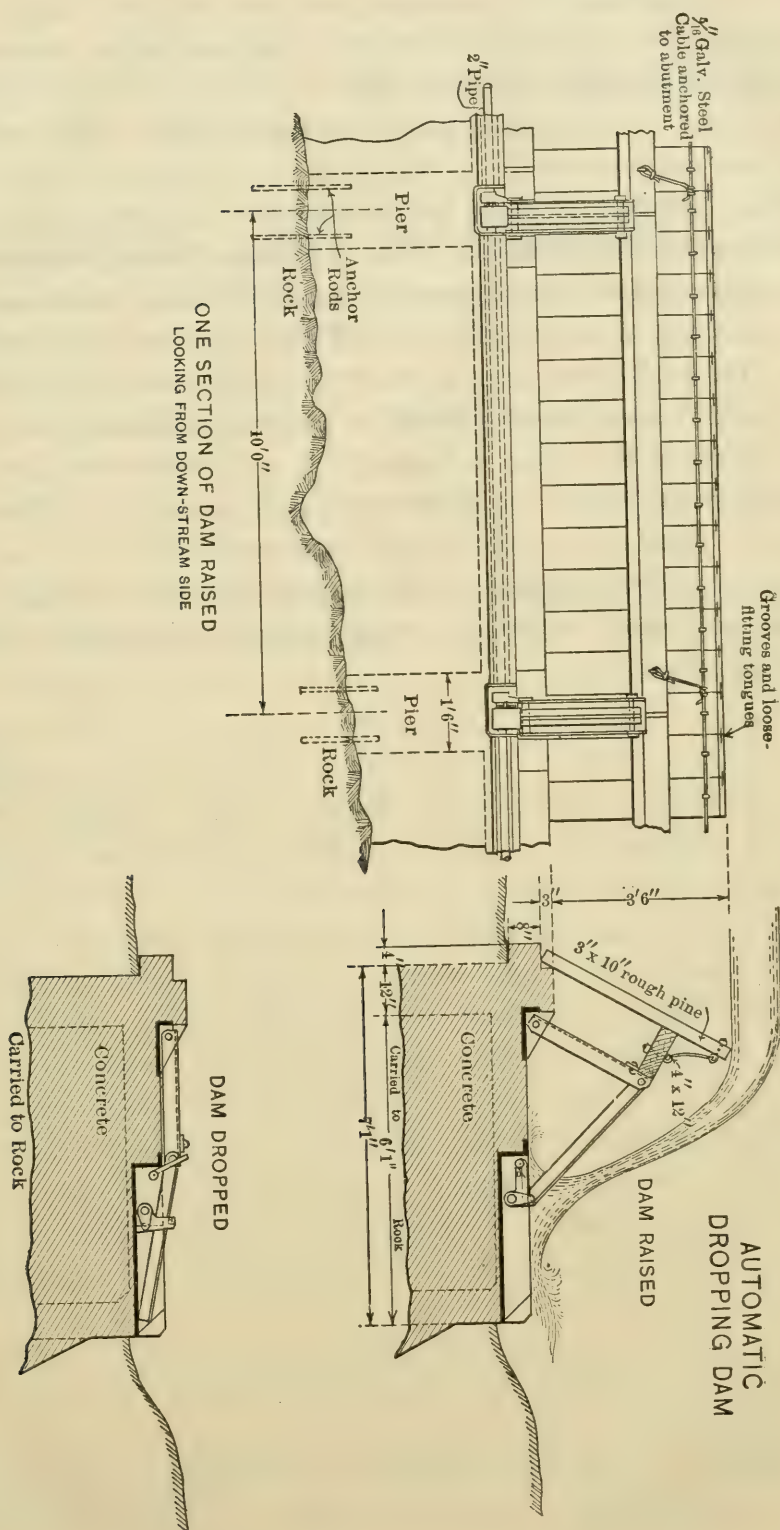 AUTOMATIC
DROPPING DAM
5/16" Galv. Steel
Cable anchored
to abutment
Grooves and loose-
fitting tongues
2" Pipe
Pier
Anchor
Rods
Rock
10'0"
1'6"
Pier
Rock
ONE SECTION OF DAM RAISED
LOOKING FROM DOWN-STREAM SIDE
3'6"
3"
8"
4"
12"
3" x 10" rough pine
4" x 12"
DAM RAISED
Concrete
Carried to
6'1"
Rock
7'1"
DAM DROPPED
Concrete
Carried to Rock